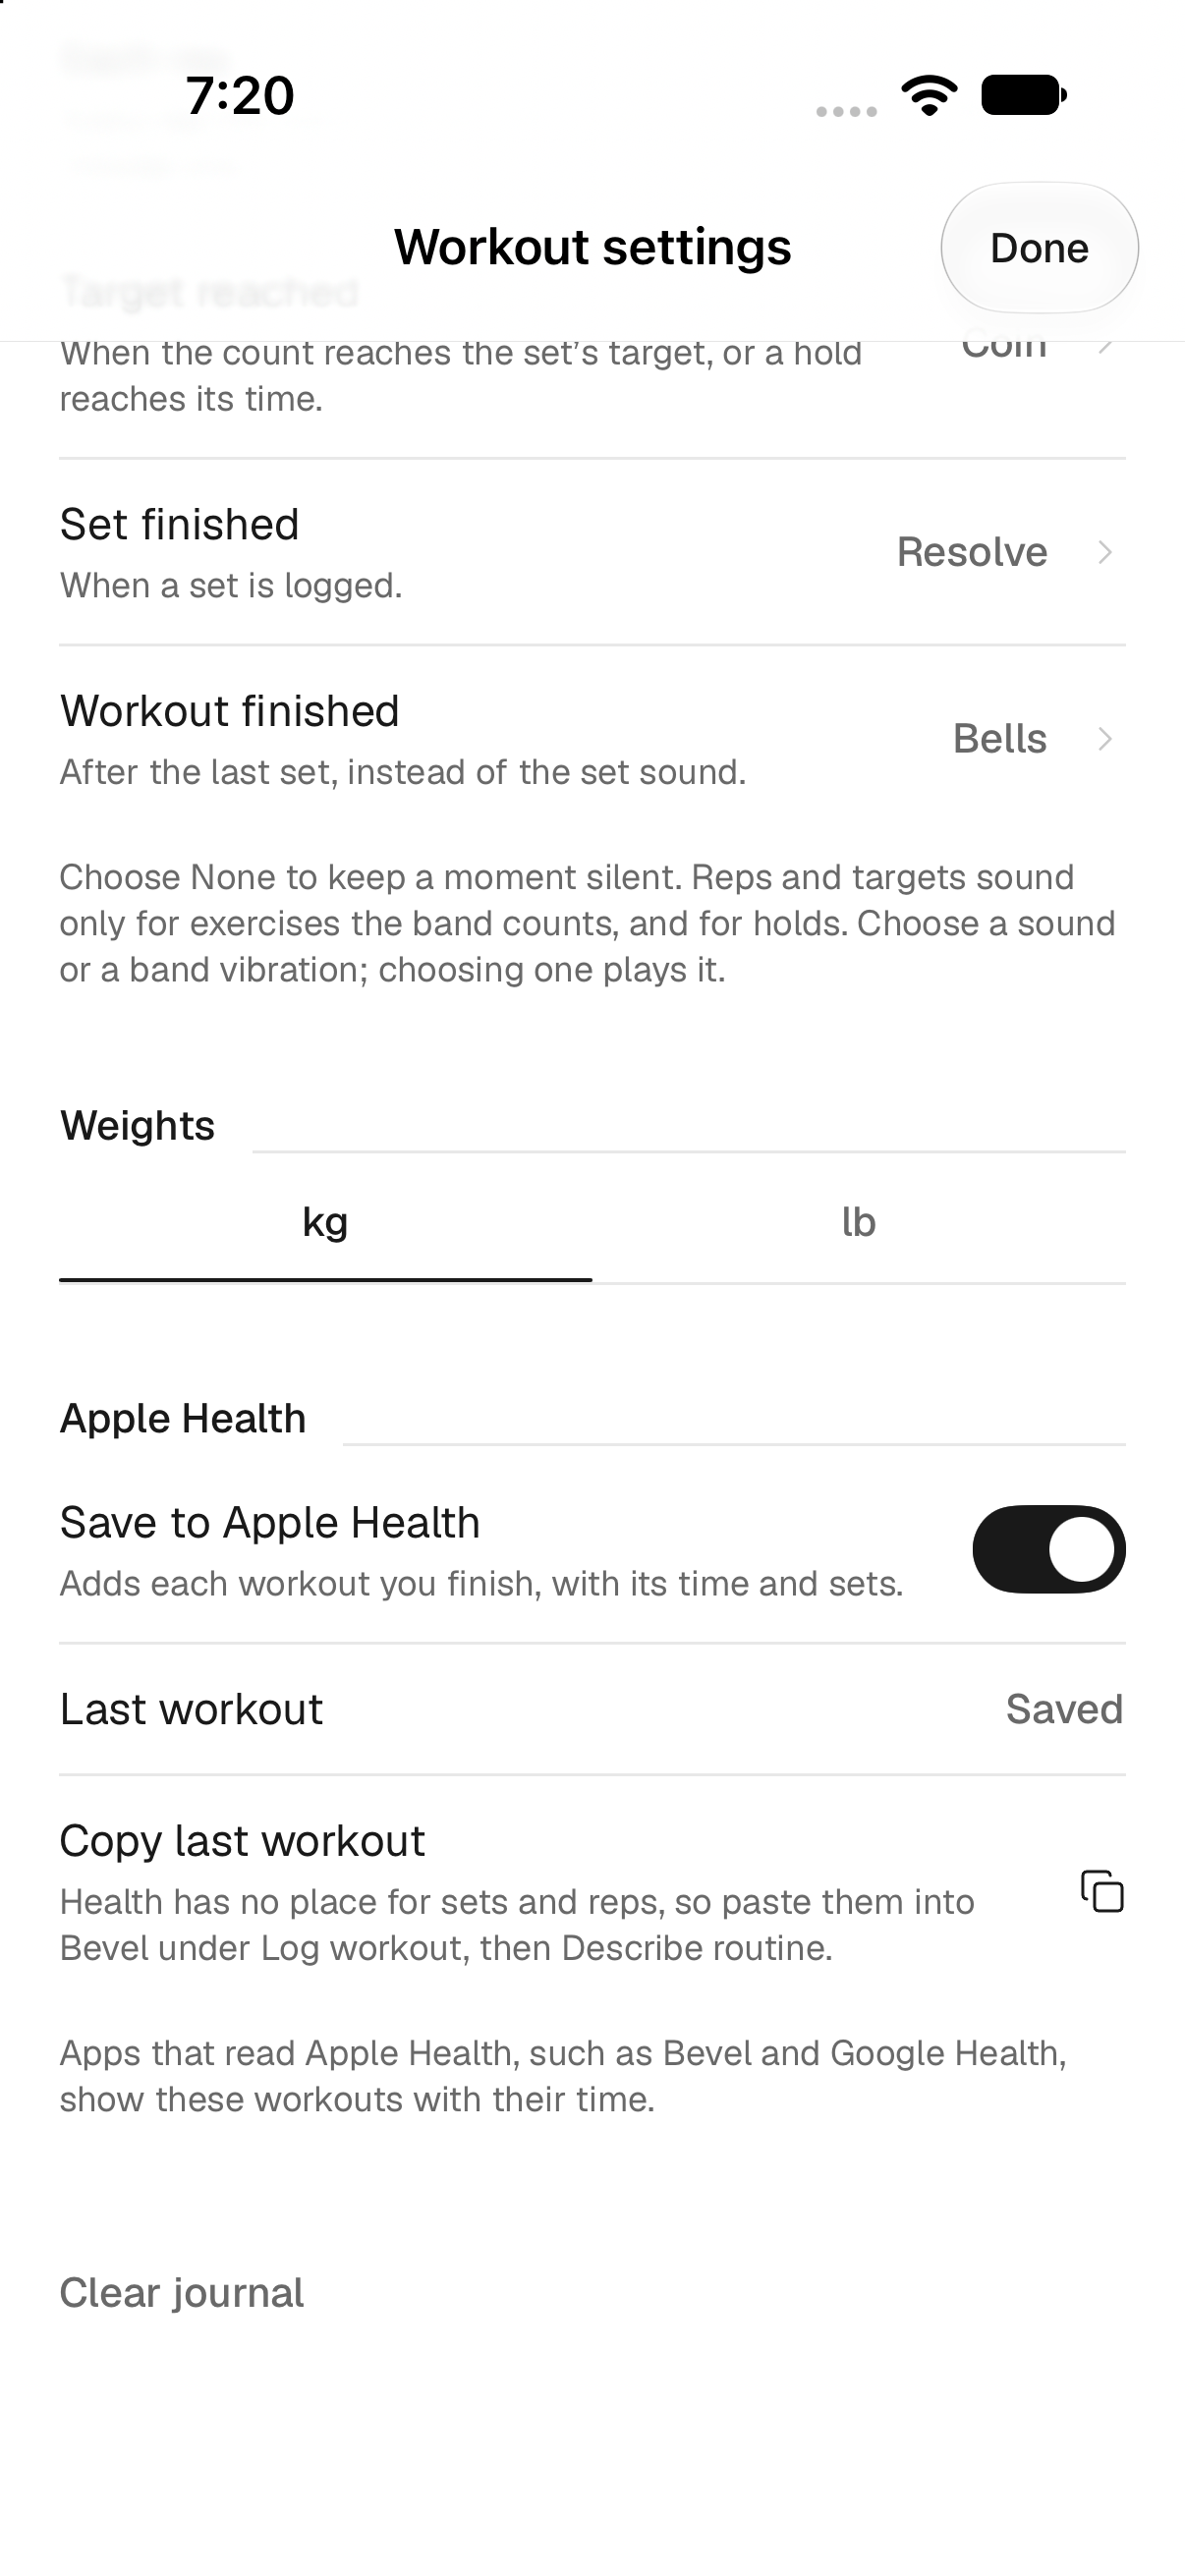 7:20
Workout settings
Done
Target reached
When the count reaches the set’s target, or a hold
reaches its time.
Coin
Set finished
When a set is logged.
Resolve
Workout finished
After the last set, instead of the set sound.
Bells
Choose None to keep a moment silent. Reps and targets sound
only for exercises the band counts, and for holds. Choose a sound
or a band vibration; choosing one plays it.
Weights
kg
lb
Apple Health
Save to Apple Health
Adds each workout you finish, with its time and sets.
Last workout
Saved
Copy last workout
Health has no place for sets and reps, so paste them into
Bevel under Log workout, then Describe routine.
Apps that read Apple Health, such as Bevel and Google Health,
show these workouts with their time.
Clear journal